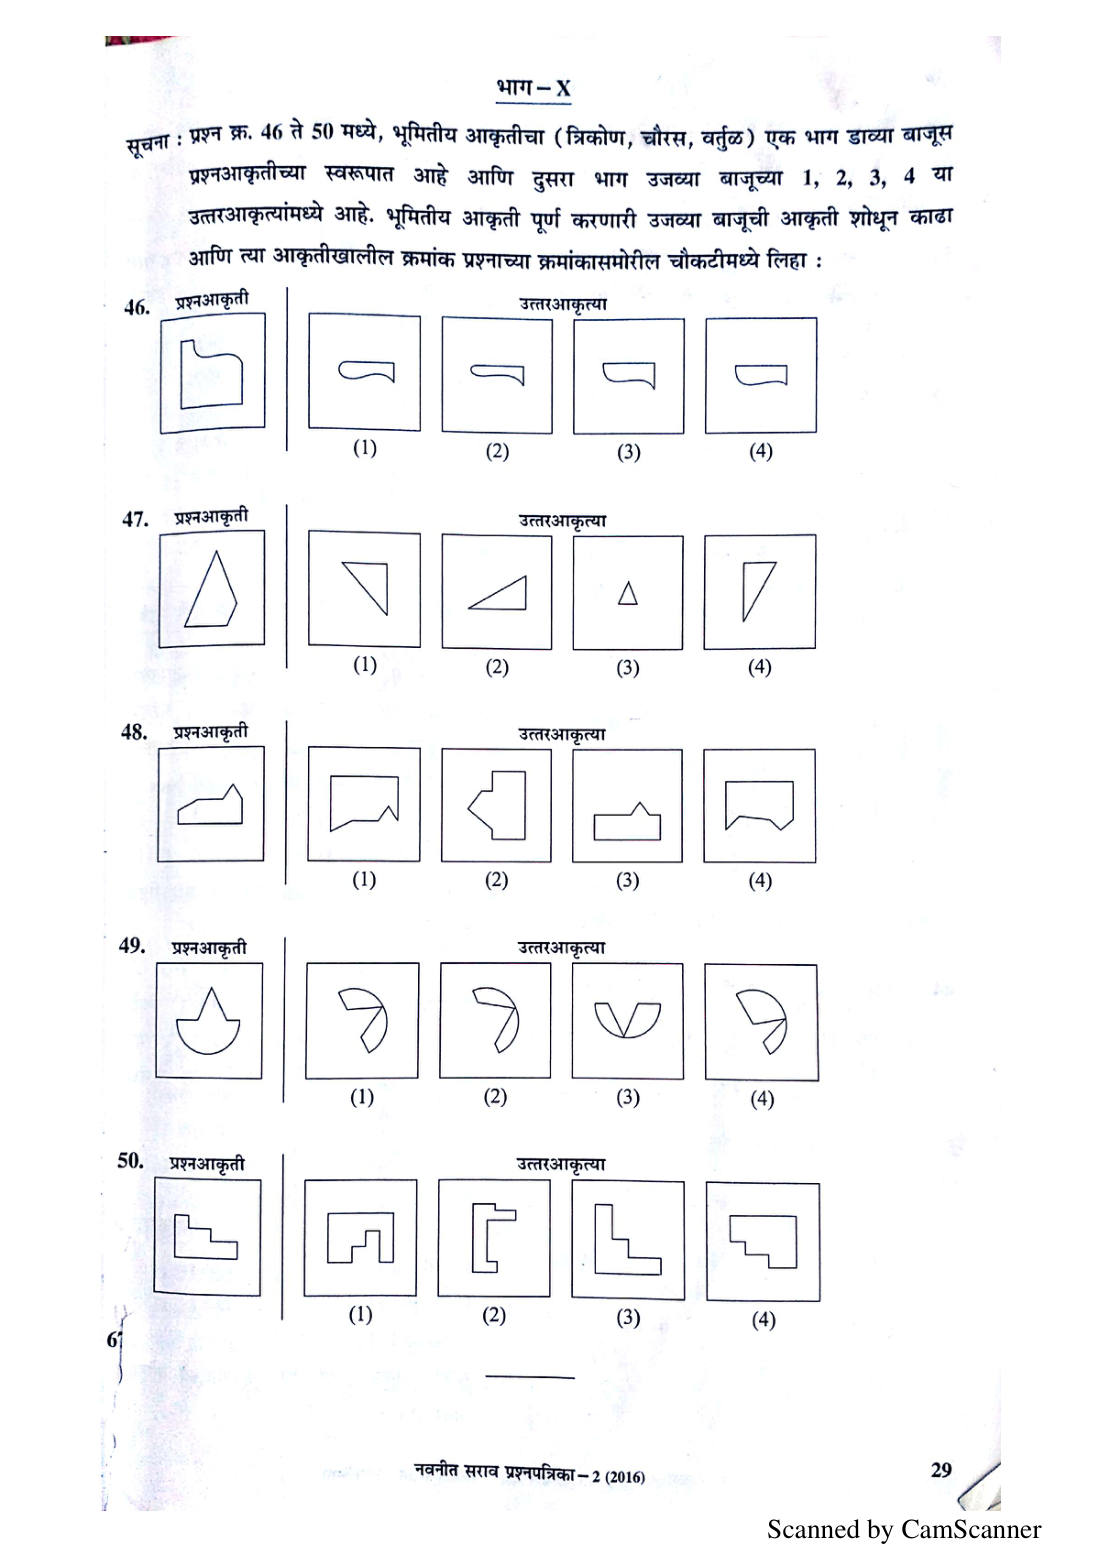 भाग – X
सूचना : प्रश्न क्र. 46 ते 50 मध्ये, भूमितीय आकृतीचा (त्रिकोण, चौरस, वर्तुळ) एक भाग डाव्या बाजूस
प्रश्नआकृतीच्या स्वरूपात आहे आणि दुसरा भाग उजव्या बाजूच्या 1, 2, 3, 4 या
उत्तरआकृत्यांमध्ये आहे. भूमितीय आकृती पूर्ण करणारी उजव्या बाजूची आकृती शोधून काढा
आणि त्या आकृतीखालील क्रमांक प्रश्नाच्या क्रमांकासमोरील चौकटीमध्ये लिहा :
46. प्रश्नआकृती उत्तरआकृत्या
(1) (2) (3) (4)
47. प्रश्नआकृती उत्तरआकृत्या
(1) (2) (3) (4)
48. प्रश्नआकृती उत्तरआकृत्या
(1) (2) (3) (4)
49. प्रश्नआकृती उत्तरआकृत्या
(1) (2) (3) (4)
50. प्रश्नआकृती उत्तरआकृत्या
(1) (2) (3) (4)
नवनीत सराव प्रश्नपत्रिका – 2 (2016)
29
Scanned by CamScanner